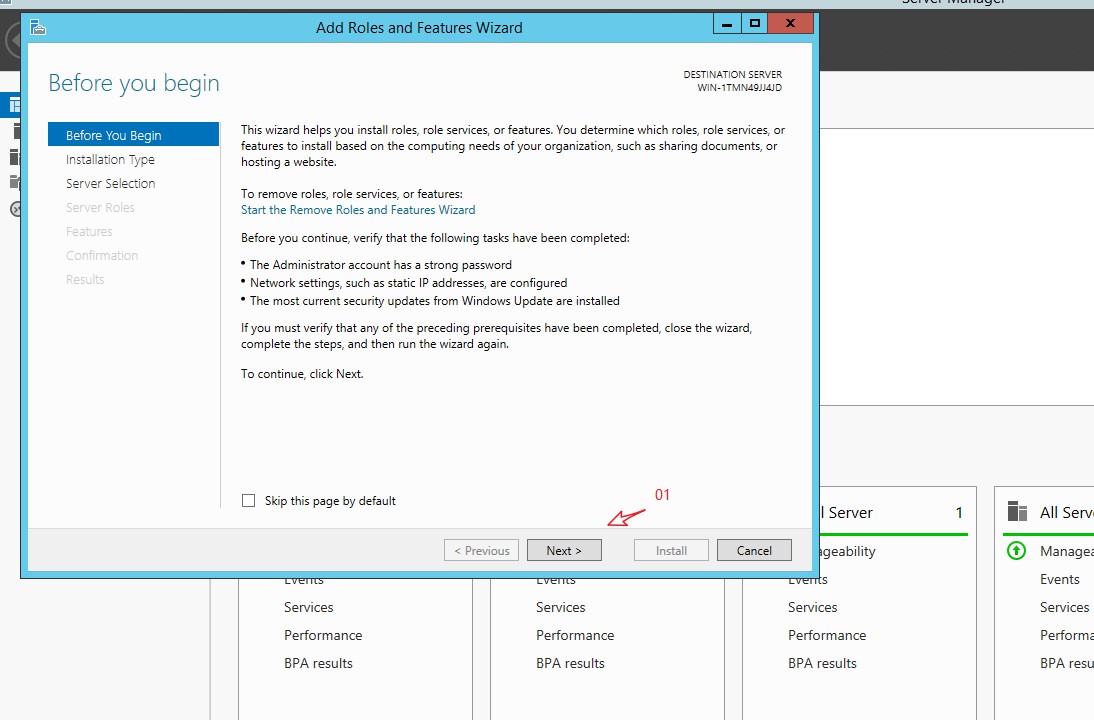 Add Roles and Features Wizard
Before you begin
DESTINATION SERVER
WIN-1TMN49JJ4JD
Before You Begin
Installation Type
Server Selection
Server Roles
Features
Confirmation
Results
This wizard helps you install roles, role services, or features. You determine which roles, role services, or
features to install based on the computing needs of your organization, such as sharing documents, or
hosting a website.
To remove roles, role services, or features:
Start the Remove Roles and Features Wizard
Before you continue, verify that the following tasks have been completed:
• The Administrator account has a strong password
• Network settings, such as static IP addresses, are configured
• The most current security updates from Windows Update are installed
If you must verify that any of the preceding prerequisites have been completed, close the wizard,
complete the steps, and then run the wizard again.
To continue, click Next.
Skip this page by default
01
< Previous
Next >
Install
Cancel
Server Manager
Events
Services
Performance
BPA results
Events
Services
Performance
BPA results
l Server 1
ageability
Events
Services
Performance
BPA results
All Serv
Managea
Events
Services
Performa
BPA resu